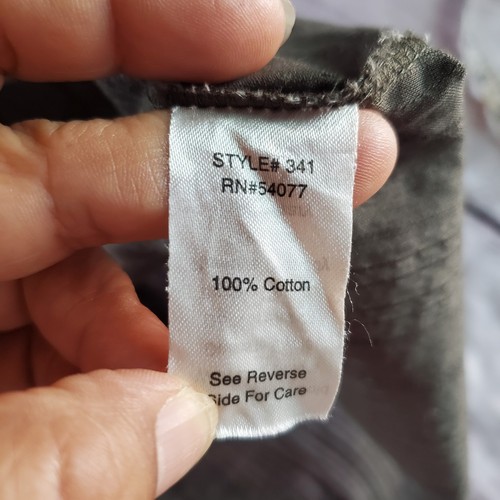 STYLE# 341
RN#54077
100% Cotton
See Reverse
Side For Care